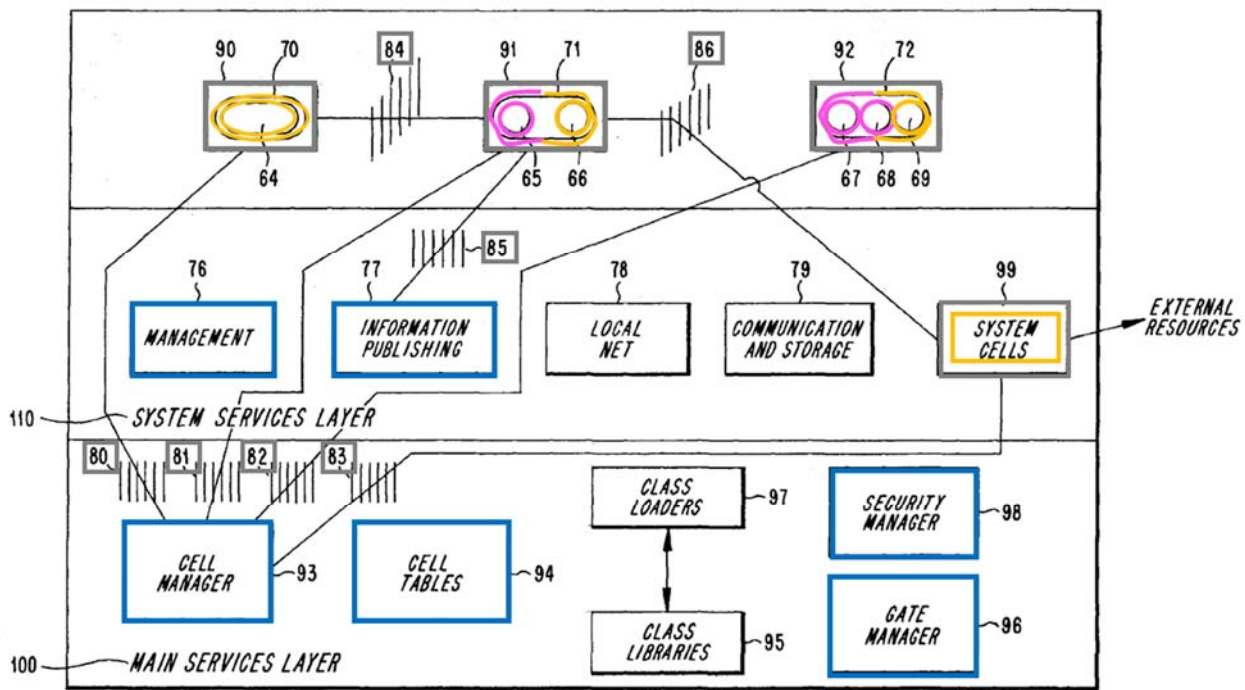 90 70 84 91 71 86 92 72
64 65 66 67 68 69
85
76 77 78 79 99
MANAGEMENT
INFORMATION
PUBLISHING
LOCAL
NET
COMMUNICATION
AND STORAGE
SYSTEM
CELLS
EXTERNAL
RESOURCES
110 SYSTEM SERVICES LAYER
80 81 82 83
CELL
MANAGER
93
CELL
TABLES
94
CLASS
LOADERS
97
SECURITY
MANAGER
98
CLASS
LIBRARIES
95
GATE
MANAGER
96
100 MAIN SERVICES LAYER